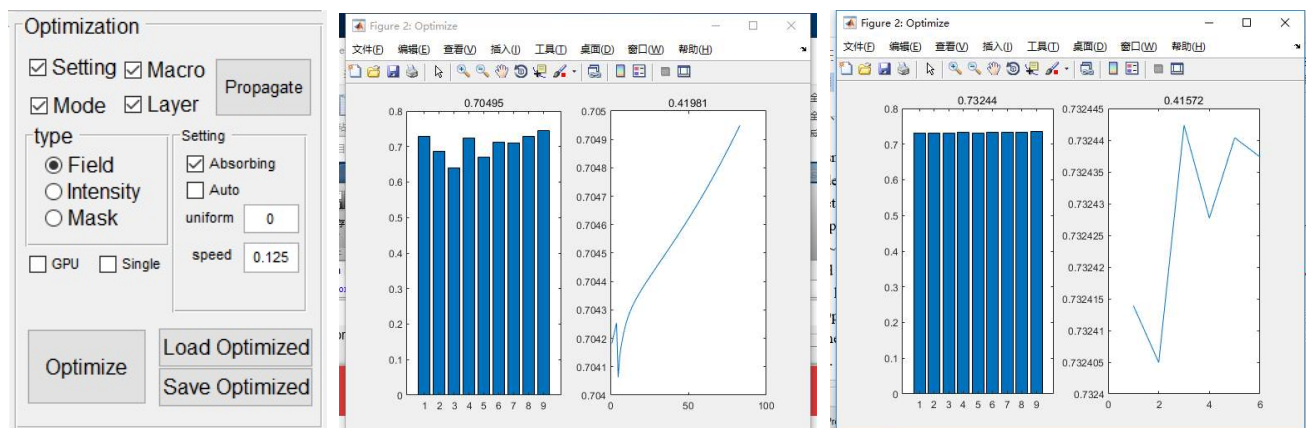 Optimization
Setting Macro
Propagate
Mode Layer
type
Field
Intensity
Mask
Setting
Absorbing
Auto
uniform 0
speed 0.125
GPU Single
Optimize
Load Optimized
Save Optimized
Figure 2: Optimize
文件(F) 编辑(E) 查看(V) 插入(I) 工具(T) 桌面(D) 窗口(W) 帮助(H)
0.70495
0.8
0.7
0.6
0.5
0.4
0.3
0.2
0.1
0
1 2 3 4 5 6 7 8 9
0.41981
0.705
0.7049
0.7048
0.7047
0.7046
0.7045
0.7044
0.7043
0.7042
0.7041
0.704
0 50 100
Figure 2: Optimize
文件(F) 编辑(E) 查看(V) 插入(I) 工具(T) 桌面(D) 窗口(W) 帮助(H)
0.73244
0.8
0.7
0.6
0.5
0.4
0.3
0.2
0.1
0
1 2 3 4 5 6 7 8 9
0.41572
0.732445
0.73244
0.732435
0.73243
0.732425
0.73242
0.732415
0.73241
0.732405
0.7324
0 2 4 6